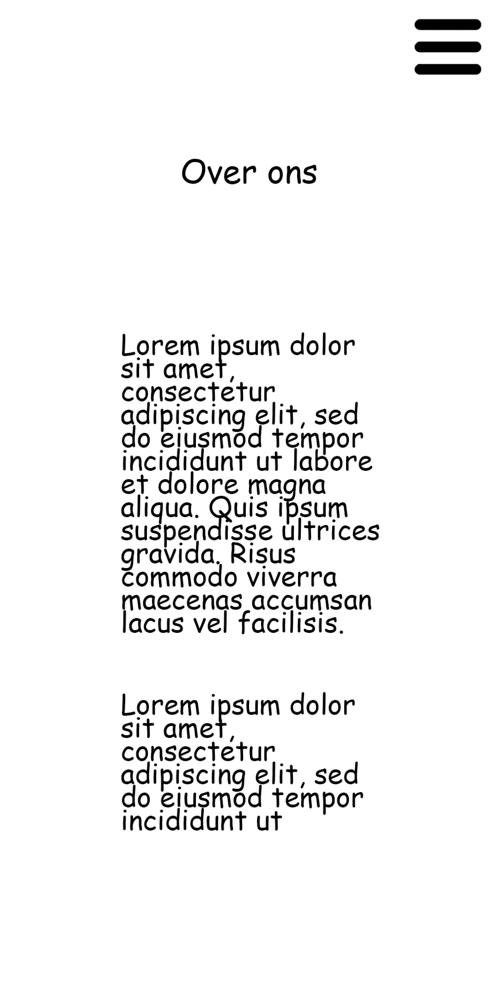 Over ons
Lorem ipsum dolor
sit amet,
consectetur
adipiscing elit, sed
do eiusmod tempor
incididunt ut labore
et dolore magna
aliqua. Quis ipsum
suspendisse ultrices
gravida. Risus
commodo viverra
maecenas accumsan
lacus vel facilisis.
Lorem ipsum dolor
sit amet,
consectetur
adipiscing elit, sed
do eiusmod tempor
incididunt ut